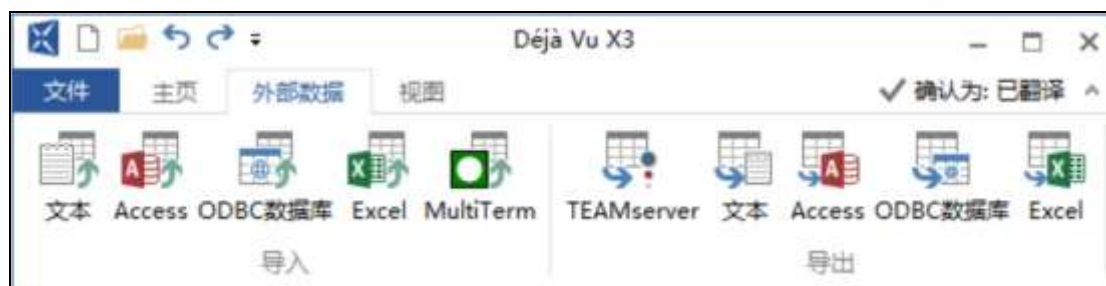 Déjà Vu X3
文件 主页 外部数据 视图 确认为: 已翻译
文本 Access ODBC数据库 Excel MultiTerm TEAMserver 文本 Access ODBC数据库 Excel
导入 导出